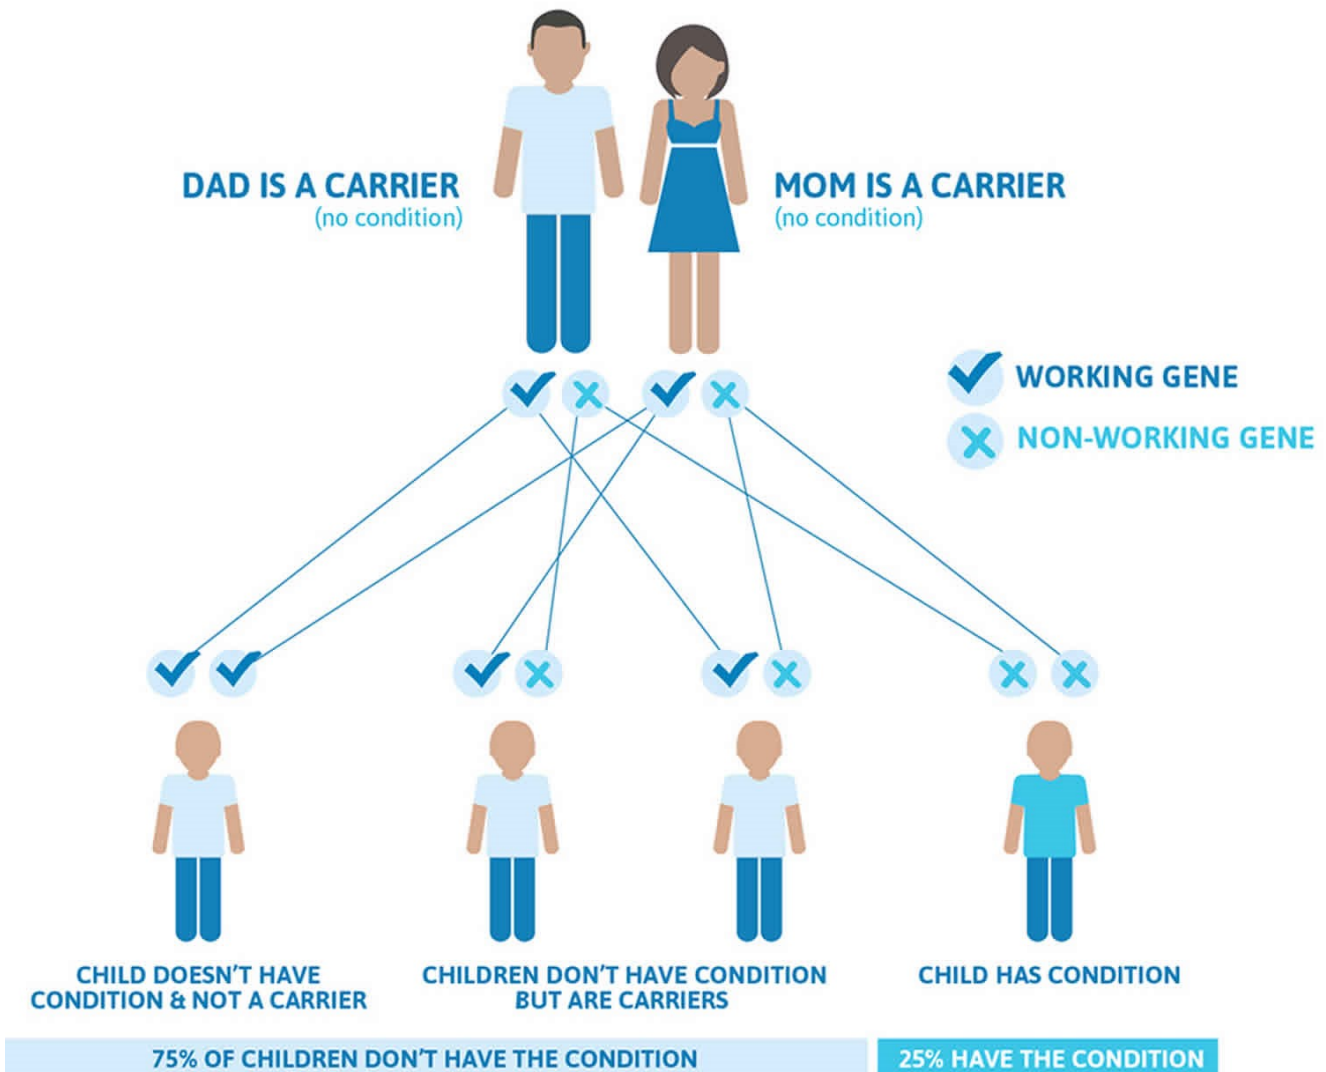 DAD IS A CARRIER
(no condition)
MOM IS A CARRIER
(no condition)
WORKING GENE
NON-WORKING GENE
CHILD DOESN'T HAVE
CONDITION & NOT A CARRIER
CHILDREN DON'T HAVE CONDITION
BUT ARE CARRIERS
CHILD HAS CONDITION
75% OF CHILDREN DON'T HAVE THE CONDITION
25% HAVE THE CONDITION